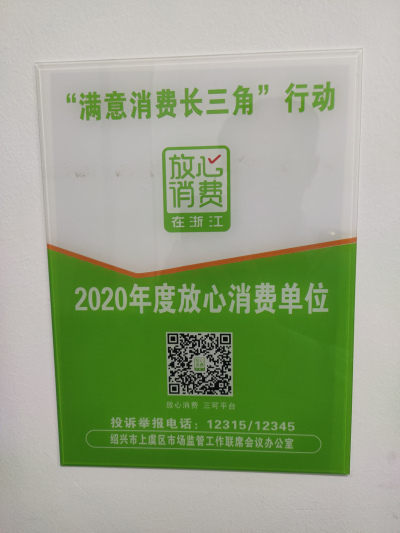 “满意消费长三角”行动
放心
消费
在浙江
2020年度放心消费单位
放心消费 三可平台
投诉举报电话：12315/12345
绍兴市上虞区市场监管工作联席会议办公室